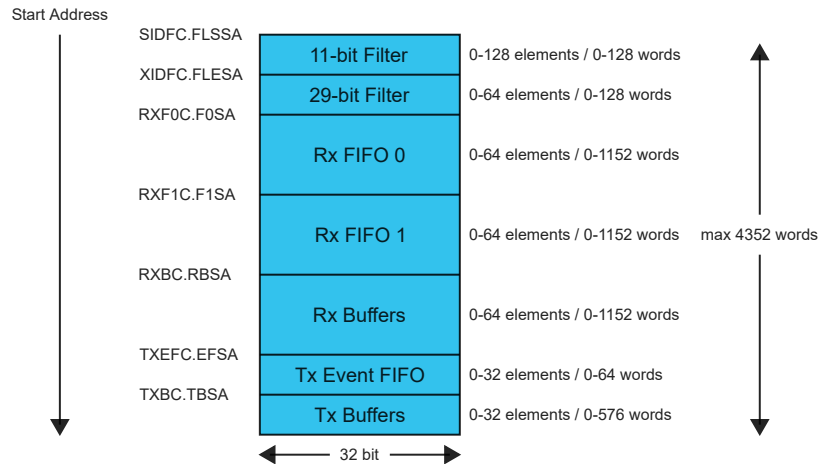 Start Address
SIDFC.FLSSA
11-bit Filter
0-128 elements / 0-128 words
XIDFC.FLESA
29-bit Filter
0-64 elements / 0-128 words
RXF0C.F0SA
Rx FIFO 0
0-64 elements / 0-1152 words
RXF1C.F1SA
Rx FIFO 1
0-64 elements / 0-1152 words
max 4352 words
RXBC.RBSA
Rx Buffers
0-64 elements / 0-1152 words
TXEFC.EFSA
Tx Event FIFO
0-32 elements / 0-64 words
TXBC.TBSA
Tx Buffers
0-32 elements / 0-576 words
32 bit